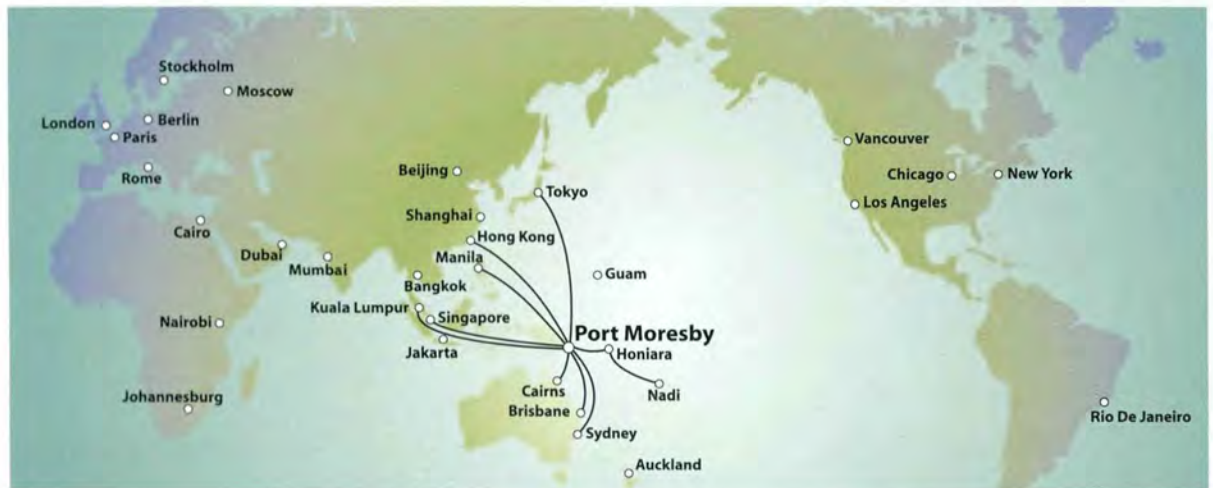 Stockholm
Moscow
London
Berlin
Paris
Rome
Vancouver
Beijing
Chicago
New York
Tokyo
Los Angeles
Shanghai
Cairo
Hong Kong
Dubai
Manila
Mumbai
Guam
Bangkok
Kuala Lumpur
Singapore
Nairobi
Port Moresby
Jakarta
Honiara
Cairns
Nadi
Johannesburg
Brisbane
Rio De Janeiro
Sydney
Auckland